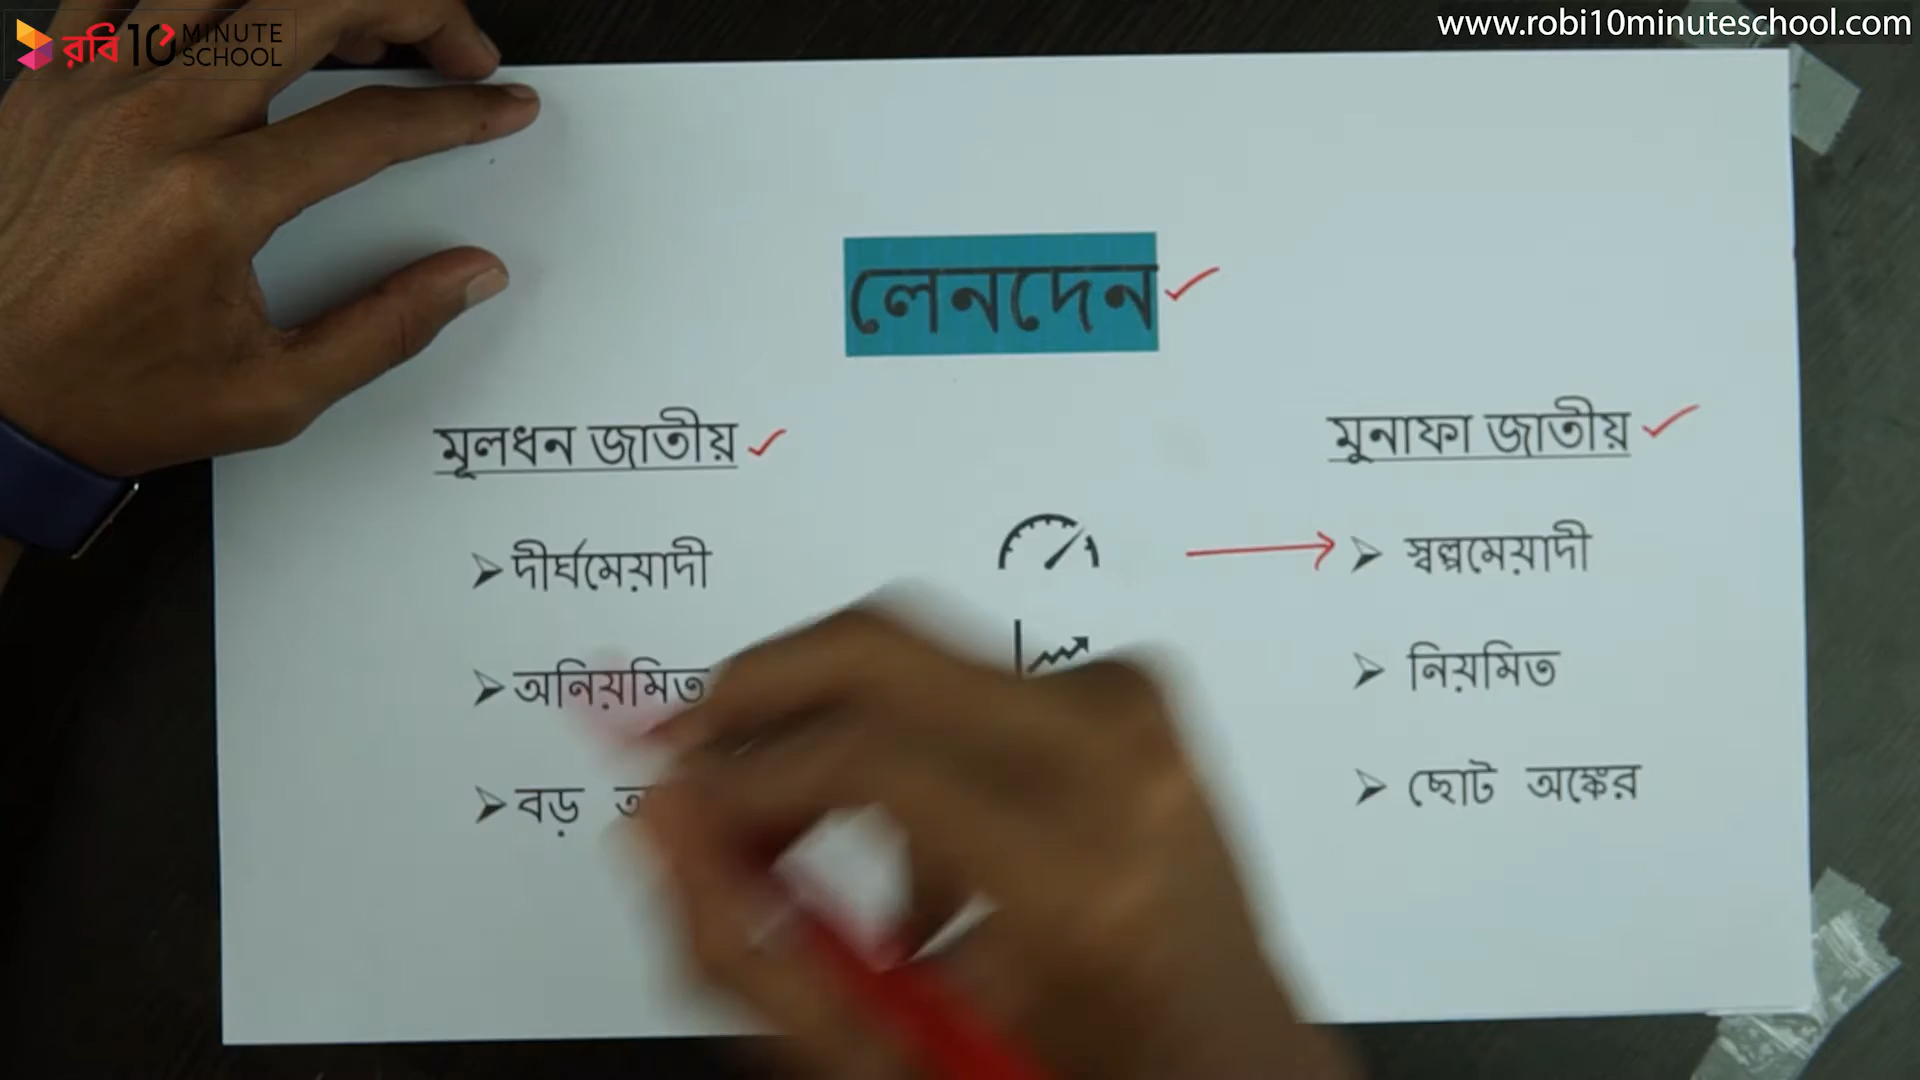 রবি 10 MINUTE SCHOOL
www.robi10minuteschool.com
লেনদেন
মূলধন জাতীয়
দীর্ঘমেয়াদী
অনিয়মিত
বড়
মুনাফা জাতীয়
স্বল্পমেয়াদী
নিয়মিত
ছোট অঙ্কের